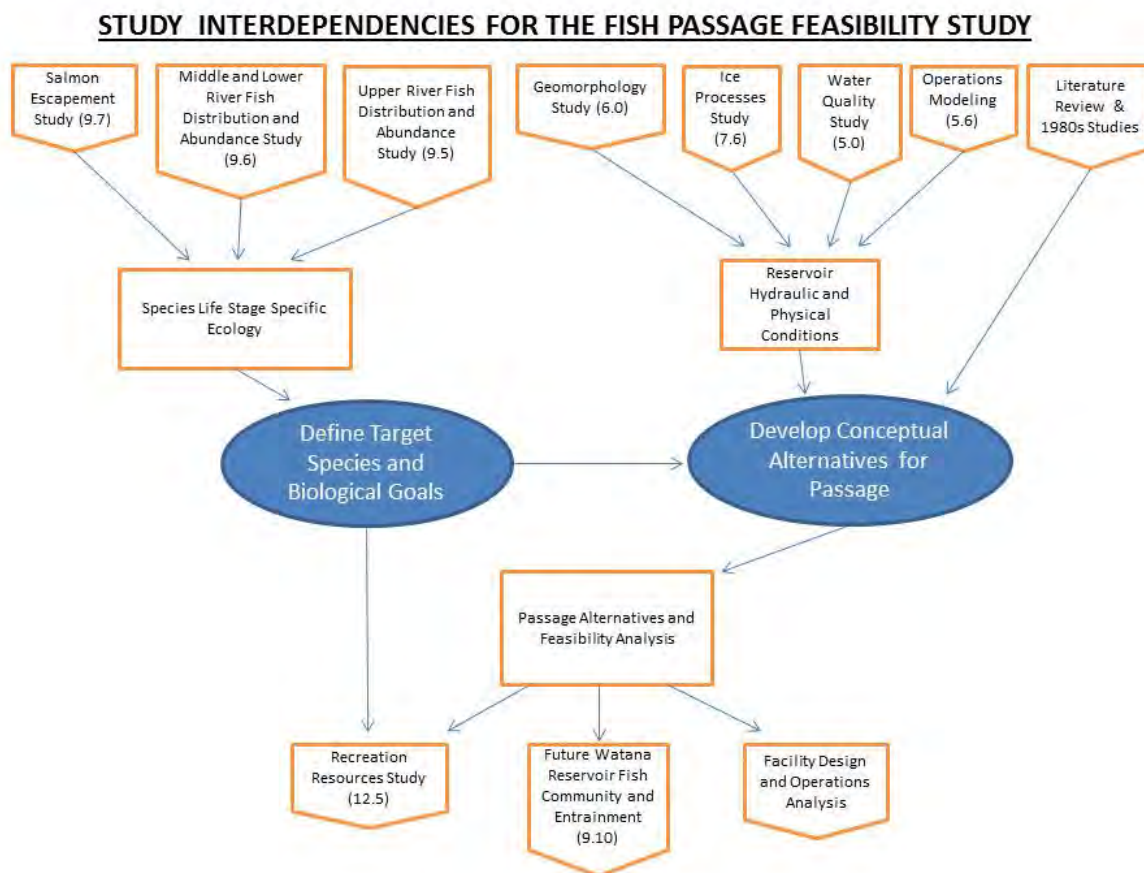 STUDY INTERDEPENDENCIES FOR THE FISH PASSAGE FEASIBILITY STUDY
Salmon
Escapement
Study (9.7)
Middle and Lower
River Fish
Distribution and
Abundance Study (9.6)
Upper River Fish
Distribution and
Abundance
Study (9.5)
Geomorphology
Study (6.0)
Ice
Processes
Study
(7.6)
Water
Quality
Study
(5.0)
Operations
Modeling
(5.6)
Literature
Review &
1980s Studies
Species Life Stage Specific
Ecology
Reservoir
Hydraulic and
Physical
Conditions
Define Target
Species and
Biological Goals
Develop Conceptual
Alternatives for
Passage
Passage Alternatives and
Feasibility Analysis
Recreation
Resources Study
(12.5)
Future Watana
Reservoir Fish
Community and
Entrainment
(9.10)
Facility Design
and Operations
Analysis